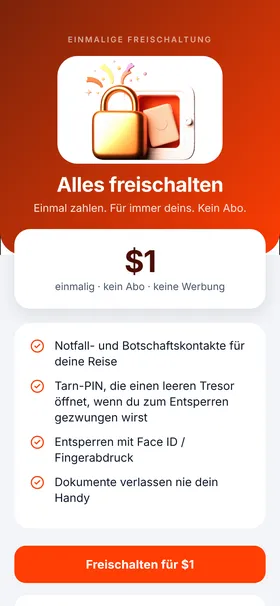 EINMALIGE FREISCHALTUNG
Alles freischalten
Einmal zahlen. Für immer deins. Kein Abo.
$1
einmalig · kein Abo · keine Werbung
Notfall- und Botschaftskontakte für
deine Reise
Tarn-PIN, die einen leeren Tresor
öffnet, wenn du zum Entsperren
gezwungen wirst
Entsperren mit Face ID /
Fingerabdruck
Dokumente verlassen nie dein
Handy
Freischalten für $1